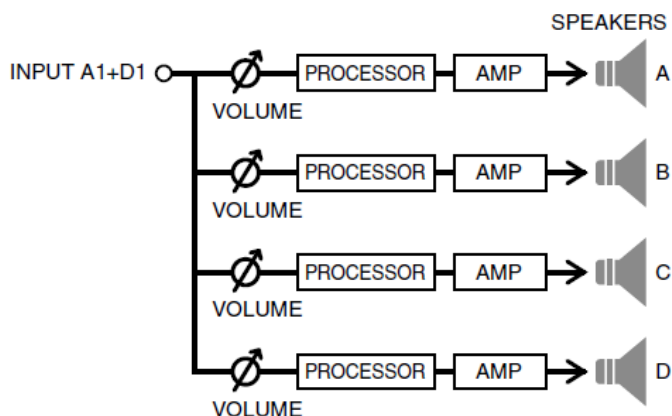 SPEAKERS
INPUT A1+D1 PROCESSOR AMP A
VOLUME
PROCESSOR AMP B
VOLUME
PROCESSOR AMP C
VOLUME
PROCESSOR AMP D
VOLUME